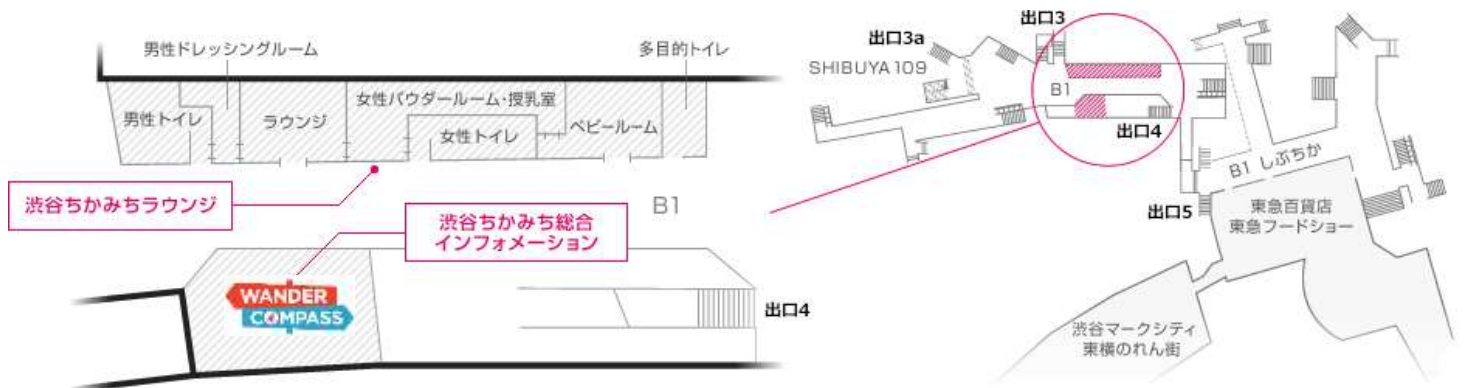 男性ドレッシングルーム
多目的トイレ
男性トイレ
ラウンジ
女性パウダールーム・授乳室
女性トイレ
ベビールーム
渋谷ちかみちラウンジ
B1
渋谷ちかみち総合
インフォメーション
WANDER
COMPASS
出口4
出口3
出口3a
SHIBUYA109
B1
出口4
B1 しぶちか
出口5
東急百貨店
東急フードショー
渋谷マークシティ
東横のれん街